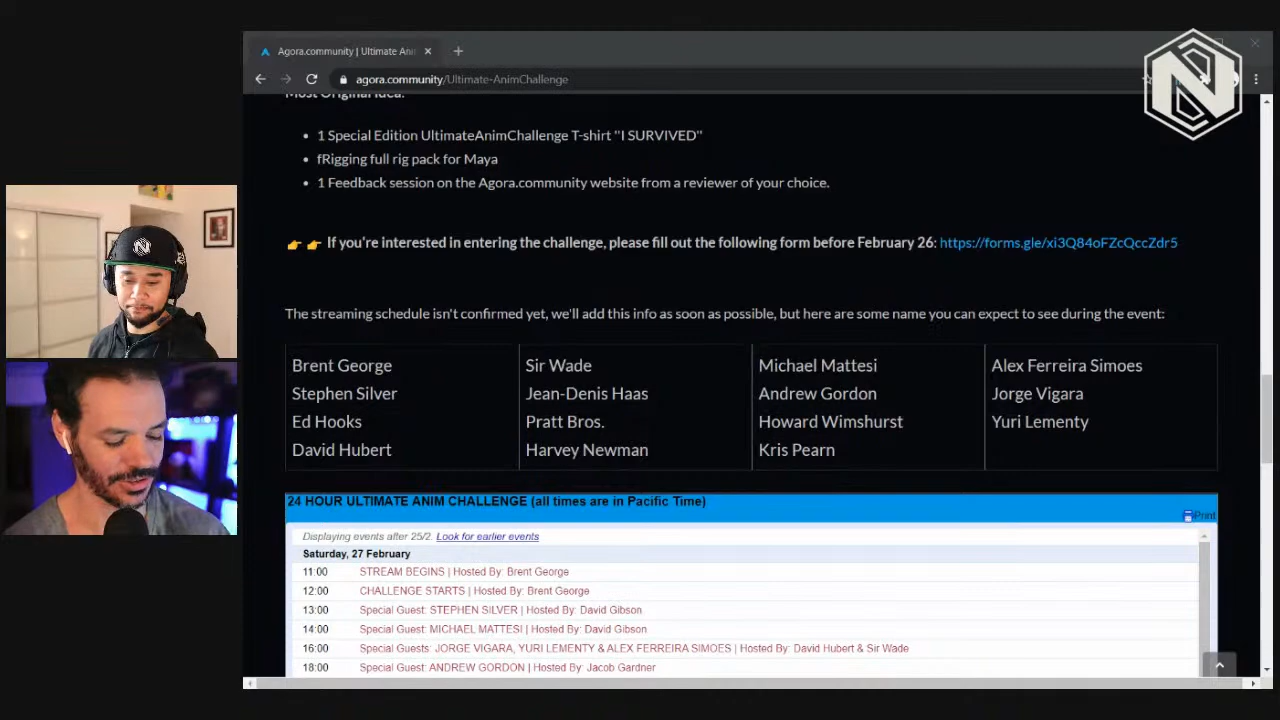 Agora.community | Ultimate Ani
agora.community/Ultimate-AnimChallenge
Most Original Idea:
• 1 Special Edition UltimateAnimChallenge T-shirt "I SURVIVED"
• fRigging full rig pack for Maya
• 1 Feedback session on the Agora.community website from a reviewer of your choice.
👉 👉 If you're interested in entering the challenge, please fill out the following form before February 26: https://forms.gle/xi3Q84oFZcQccZdr5
The streaming schedule isn't confirmed yet, we'll add this info as soon as possible, but here are some name you can expect to see during the event:
Brent George Sir Wade Michael Mattesi Alex Ferreira Simoes
Stephen Silver Jean-Denis Haas Andrew Gordon Jorge Vigara
Ed Hooks Pratt Bros. Howard Wimshurst Yuri Lementy
David Hubert Harvey Newman Kris Pearn
24 HOUR ULTIMATE ANIM CHALLENGE (all times are in Pacific Time)
Print
Displaying events after 25/2. Look for earlier events
Saturday, 27 February
11:00 STREAM BEGINS | Hosted By: Brent George
12:00 CHALLENGE STARTS | Hosted By: Brent George
13:00 Special Guest: STEPHEN SILVER | Hosted By: David Gibson
14:00 Special Guest: MICHAEL MATTESI | Hosted By: David Gibson
16:00 Special Guests: JORGE VIGARA, YURI LEMENTY & ALEX FERREIRA SIMOES | Hosted By: David Hubert & Sir Wade
18:00 Special Guest: ANDREW GORDON | Hosted By: Jacob Gardner